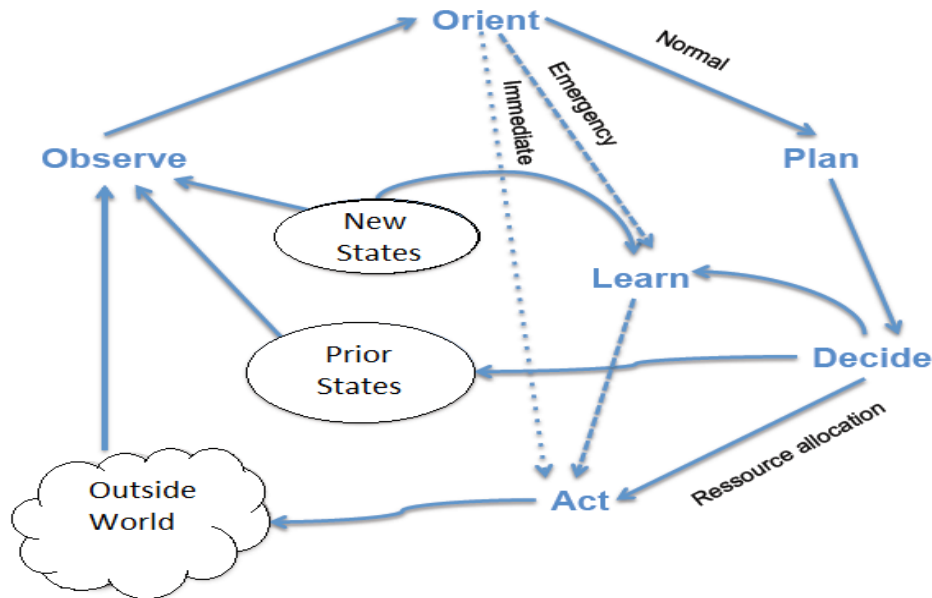 Orient
Normal
Emergency
Immediate
Observe
Plan
New
States
Learn
Prior
States
Decide
Ressource allocation
Outside
World
Act